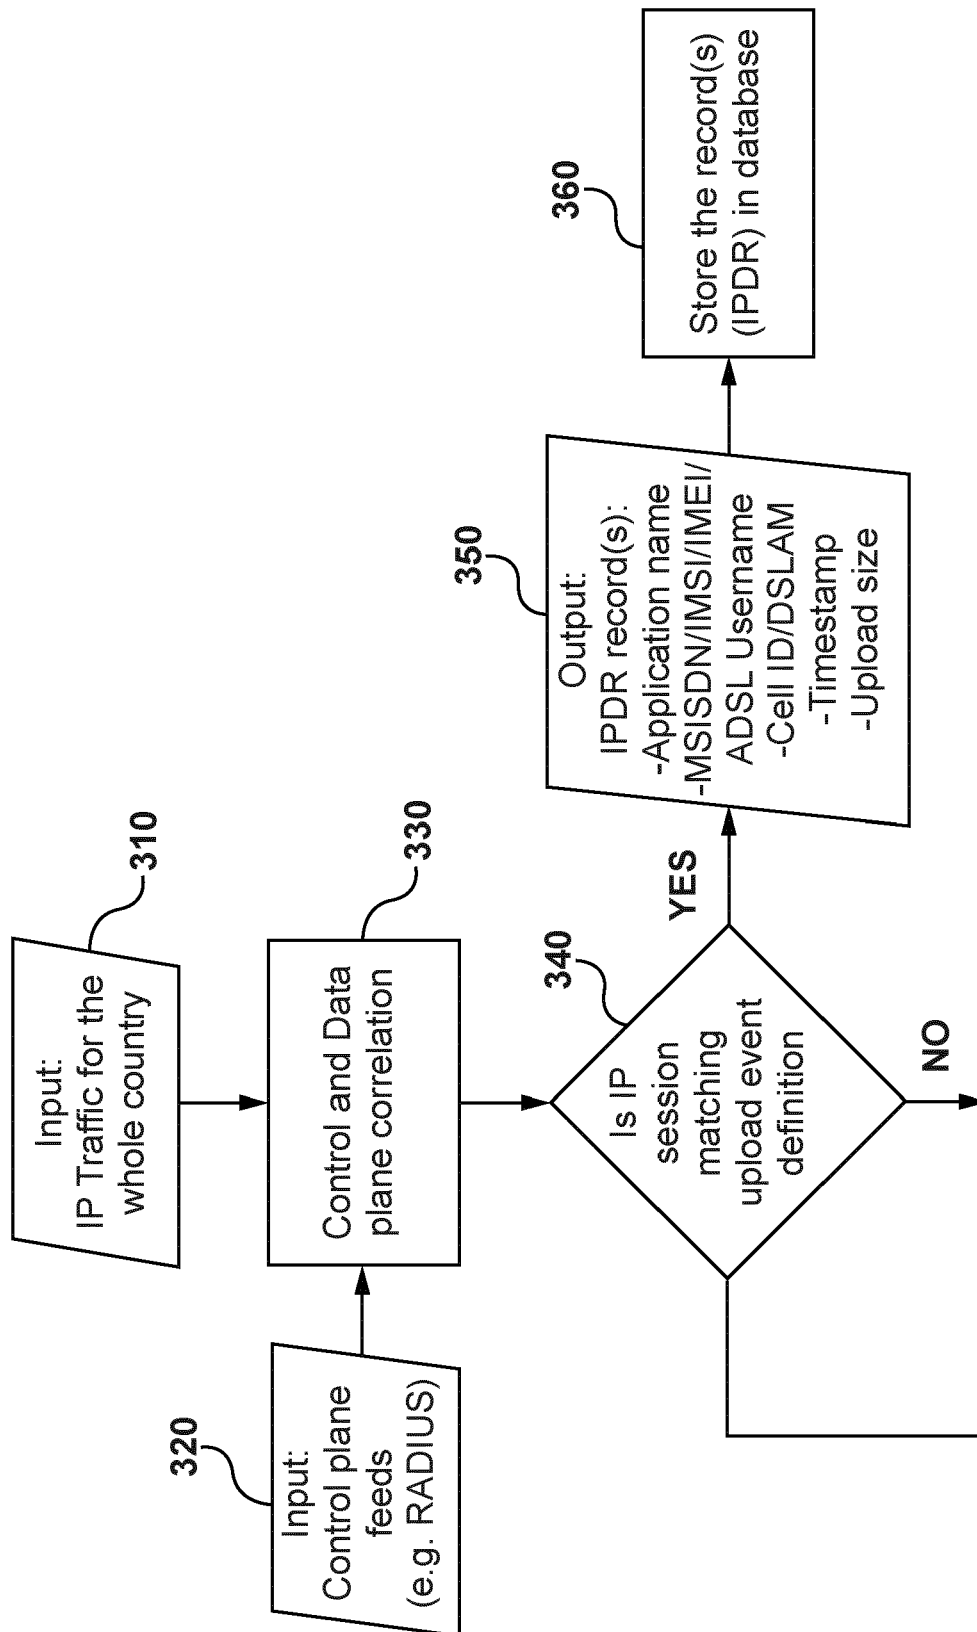 Input:
IP Traffic for the
whole country
310
Input:
Control plane
feeds
(e.g. RADIUS)
320
Control and Data
plane correlation
330
Is IP
session
matching
upload event
definition
340
YES
NO
Output:
IPDR record(s):
-Application name
-MSISDN/IMSI/IMEI/
ADSL Username
-Cell ID/DSLAM
-Timestamp
-Upload size
350
Store the record(s)
(IPDR) in database
360